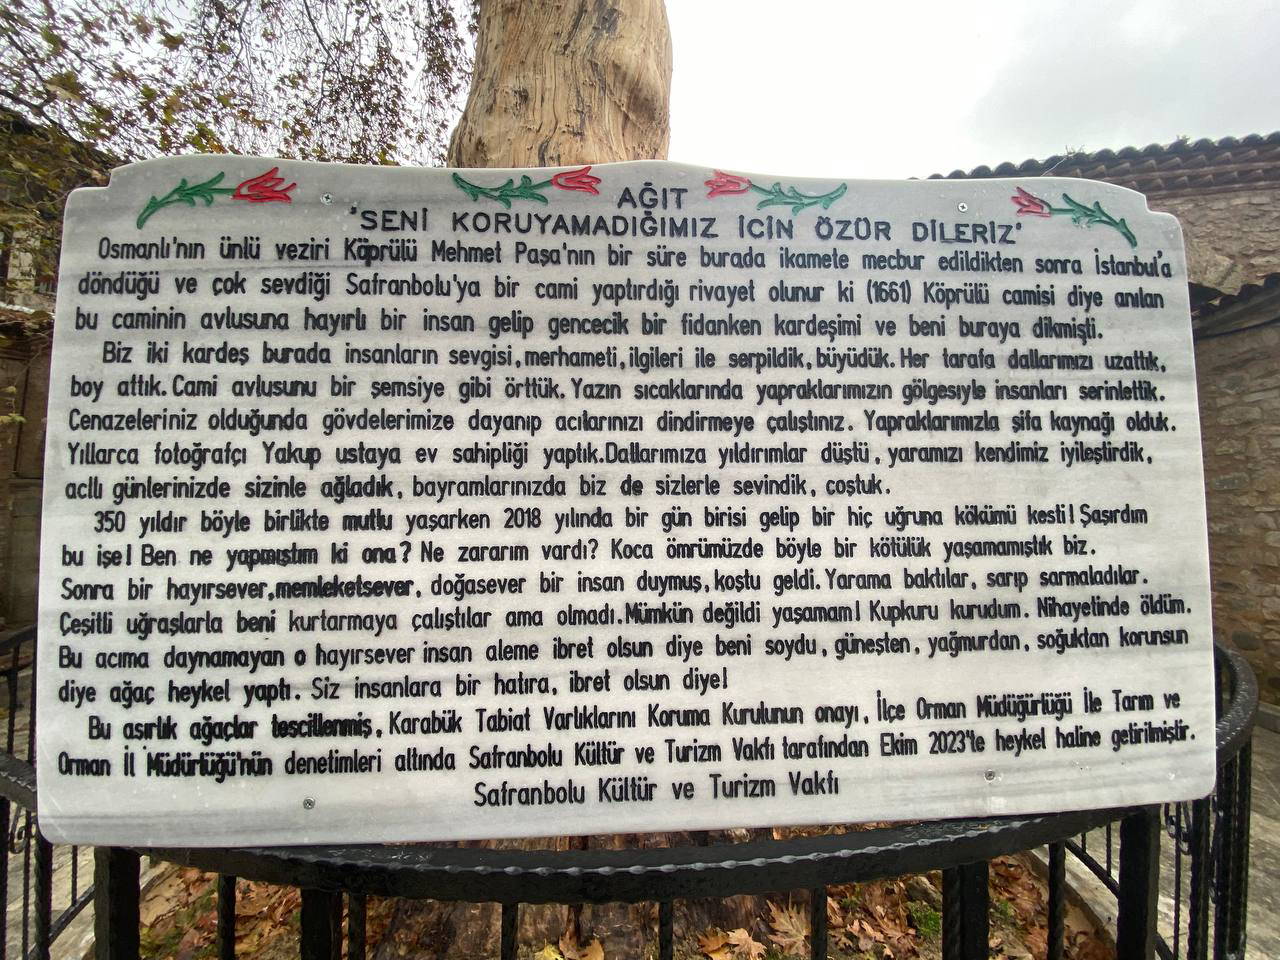 AĞIT
'SENİ KORUYAMADIĞIMIZ İCİN ÖZÜR DİLERİZ'
Osmanlı'nın ünlü veziri Köprülü Mehmet Paşa'nın bir süre burada ikamete mecbur edildikten sonra İstanbul'a
döndüğü ve çok sevdiği Safranbolu'ya bir cami yaptırdığı rivayet olunur ki (1661) Köprülü camisi diye anılan
bu caminin avlusuna hayırlı bir insan gelip gencecik bir fidanken kardeşimi ve beni buraya dikmişti.
Biz iki kardeş burada insanların sevgisi, merhameti, ilgileri ile serpildik, büyüdük. Her tarafa dallarımızı uzattık,
boy attık. Cami avlusunu bir şemsiye gibi örttük. Yazın sıcaklarında yapraklarımızın gölgesiyle insanları serinlettik.
Cenazeleriniz olduğunda gövdelerimize dayanıp acılarınızı dindirmeye çalıştınız. Yapraklarımızla şifa kaynağı olduk.
Yıllarca fotoğrafçı Yakup ustaya ev sahipliği yaptık. Dallarımıza yıldırımlar düştü, yaramızı kendimiz iyileştirdik,
acılı günlerinizde sizinle ağladık, bayramlarınızda biz de sizlerle sevindik, coştuk.
350 yıldır böyle birlikte mutlu yaşarken 2018 yılında bir gün birisi gelip bir hiç uğruna kökümü kesti! Şaşırdım
bu işe! Ben ne yapmıştım ki ona? Ne zararım vardı? Koca ömrümüzde böyle bir kötülük yaşamamıştık biz.
Sonra bir hayırsever, memleketsever, doğasever bir insan duymuş, koştu geldi. Yarama baktılar, sarıp sarmaladılar.
Çeşitli uğraşlarla beni kurtarmaya çalıştılar ama olmadı. Mümkün değildi yaşamam! Kupkuru kurudum. Nihayetinde öldüm.
Bu acıma daynamayan o hayırsever insan aleme ibret olsun diye beni soydu, güneşten, yağmurdan, soğuktan korunsun
diye ağaç heykel yaptı. Siz insanlara bir hatıra, ibret olsun diye!
Bu asırlık ağaçlar tescillenmiş, Karabük Tabiat Varlıklarını Koruma Kurulunun onayı, İlçe Orman Müdüğürlüğü İle Tarım ve
Orman İl Müdürlüğü'nün denetimleri altında Safranbolu Kültür ve Turizm Vakfı tarafından Ekim 2023'te heykel haline getirilmiştir.
Safranbolu Kültür ve Turizm Vakfı